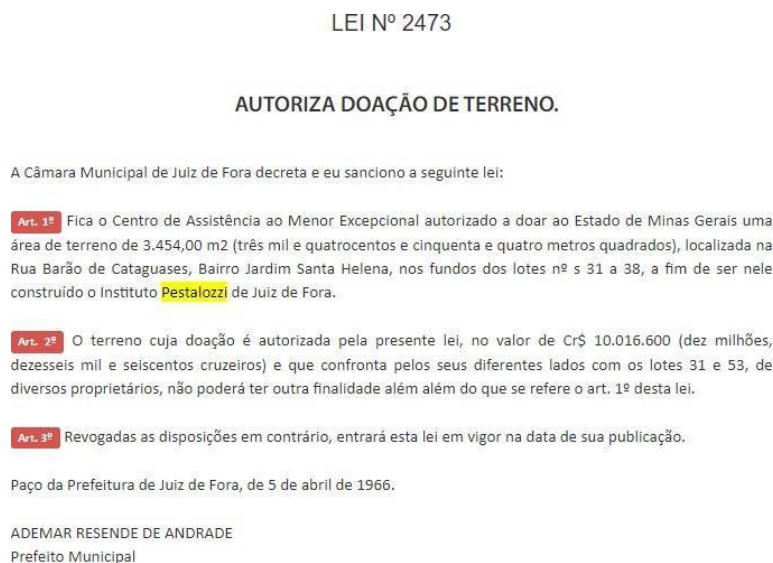 LEI Nº 2473
AUTORIZA DOAÇÃO DE TERRENO.
A Câmara Municipal de Juiz de Fora decreta e eu sanciono a seguinte lei:
Art. 1º Fica o Centro de Assistência ao Menor Excepcional autorizado a doar ao Estado de Minas Gerais uma
área de terreno de 3.454,00 m2 (três mil e quatrocentos e cinquenta e quatro metros quadrados), localizada na
Rua Barão de Cataguases, Bairro Jardim Santa Helena, nos fundos dos lotes nº s 31 a 38, a fim de ser nele
construído o Instituto Pestalozzi de Juiz de Fora.
Art. 2º O terreno cuja doação é autorizada pela presente lei, no valor de Cr$ 10.016.600 (dez milhões,
dezesseis mil e seiscentos cruzeiros) e que confronta pelos seus diferentes lados com os lotes 31 e 53, de
diversos proprietários, não poderá ter outra finalidade além além do que se refere o art. 1º desta lei.
Art. 3º Revogadas as disposições em contrário, entrará esta lei em vigor na data de sua publicação.
Paço da Prefeitura de Juiz de Fora, de 5 de abril de 1966.
ADEMAR RESENDE DE ANDRADE
Prefeito Municipal